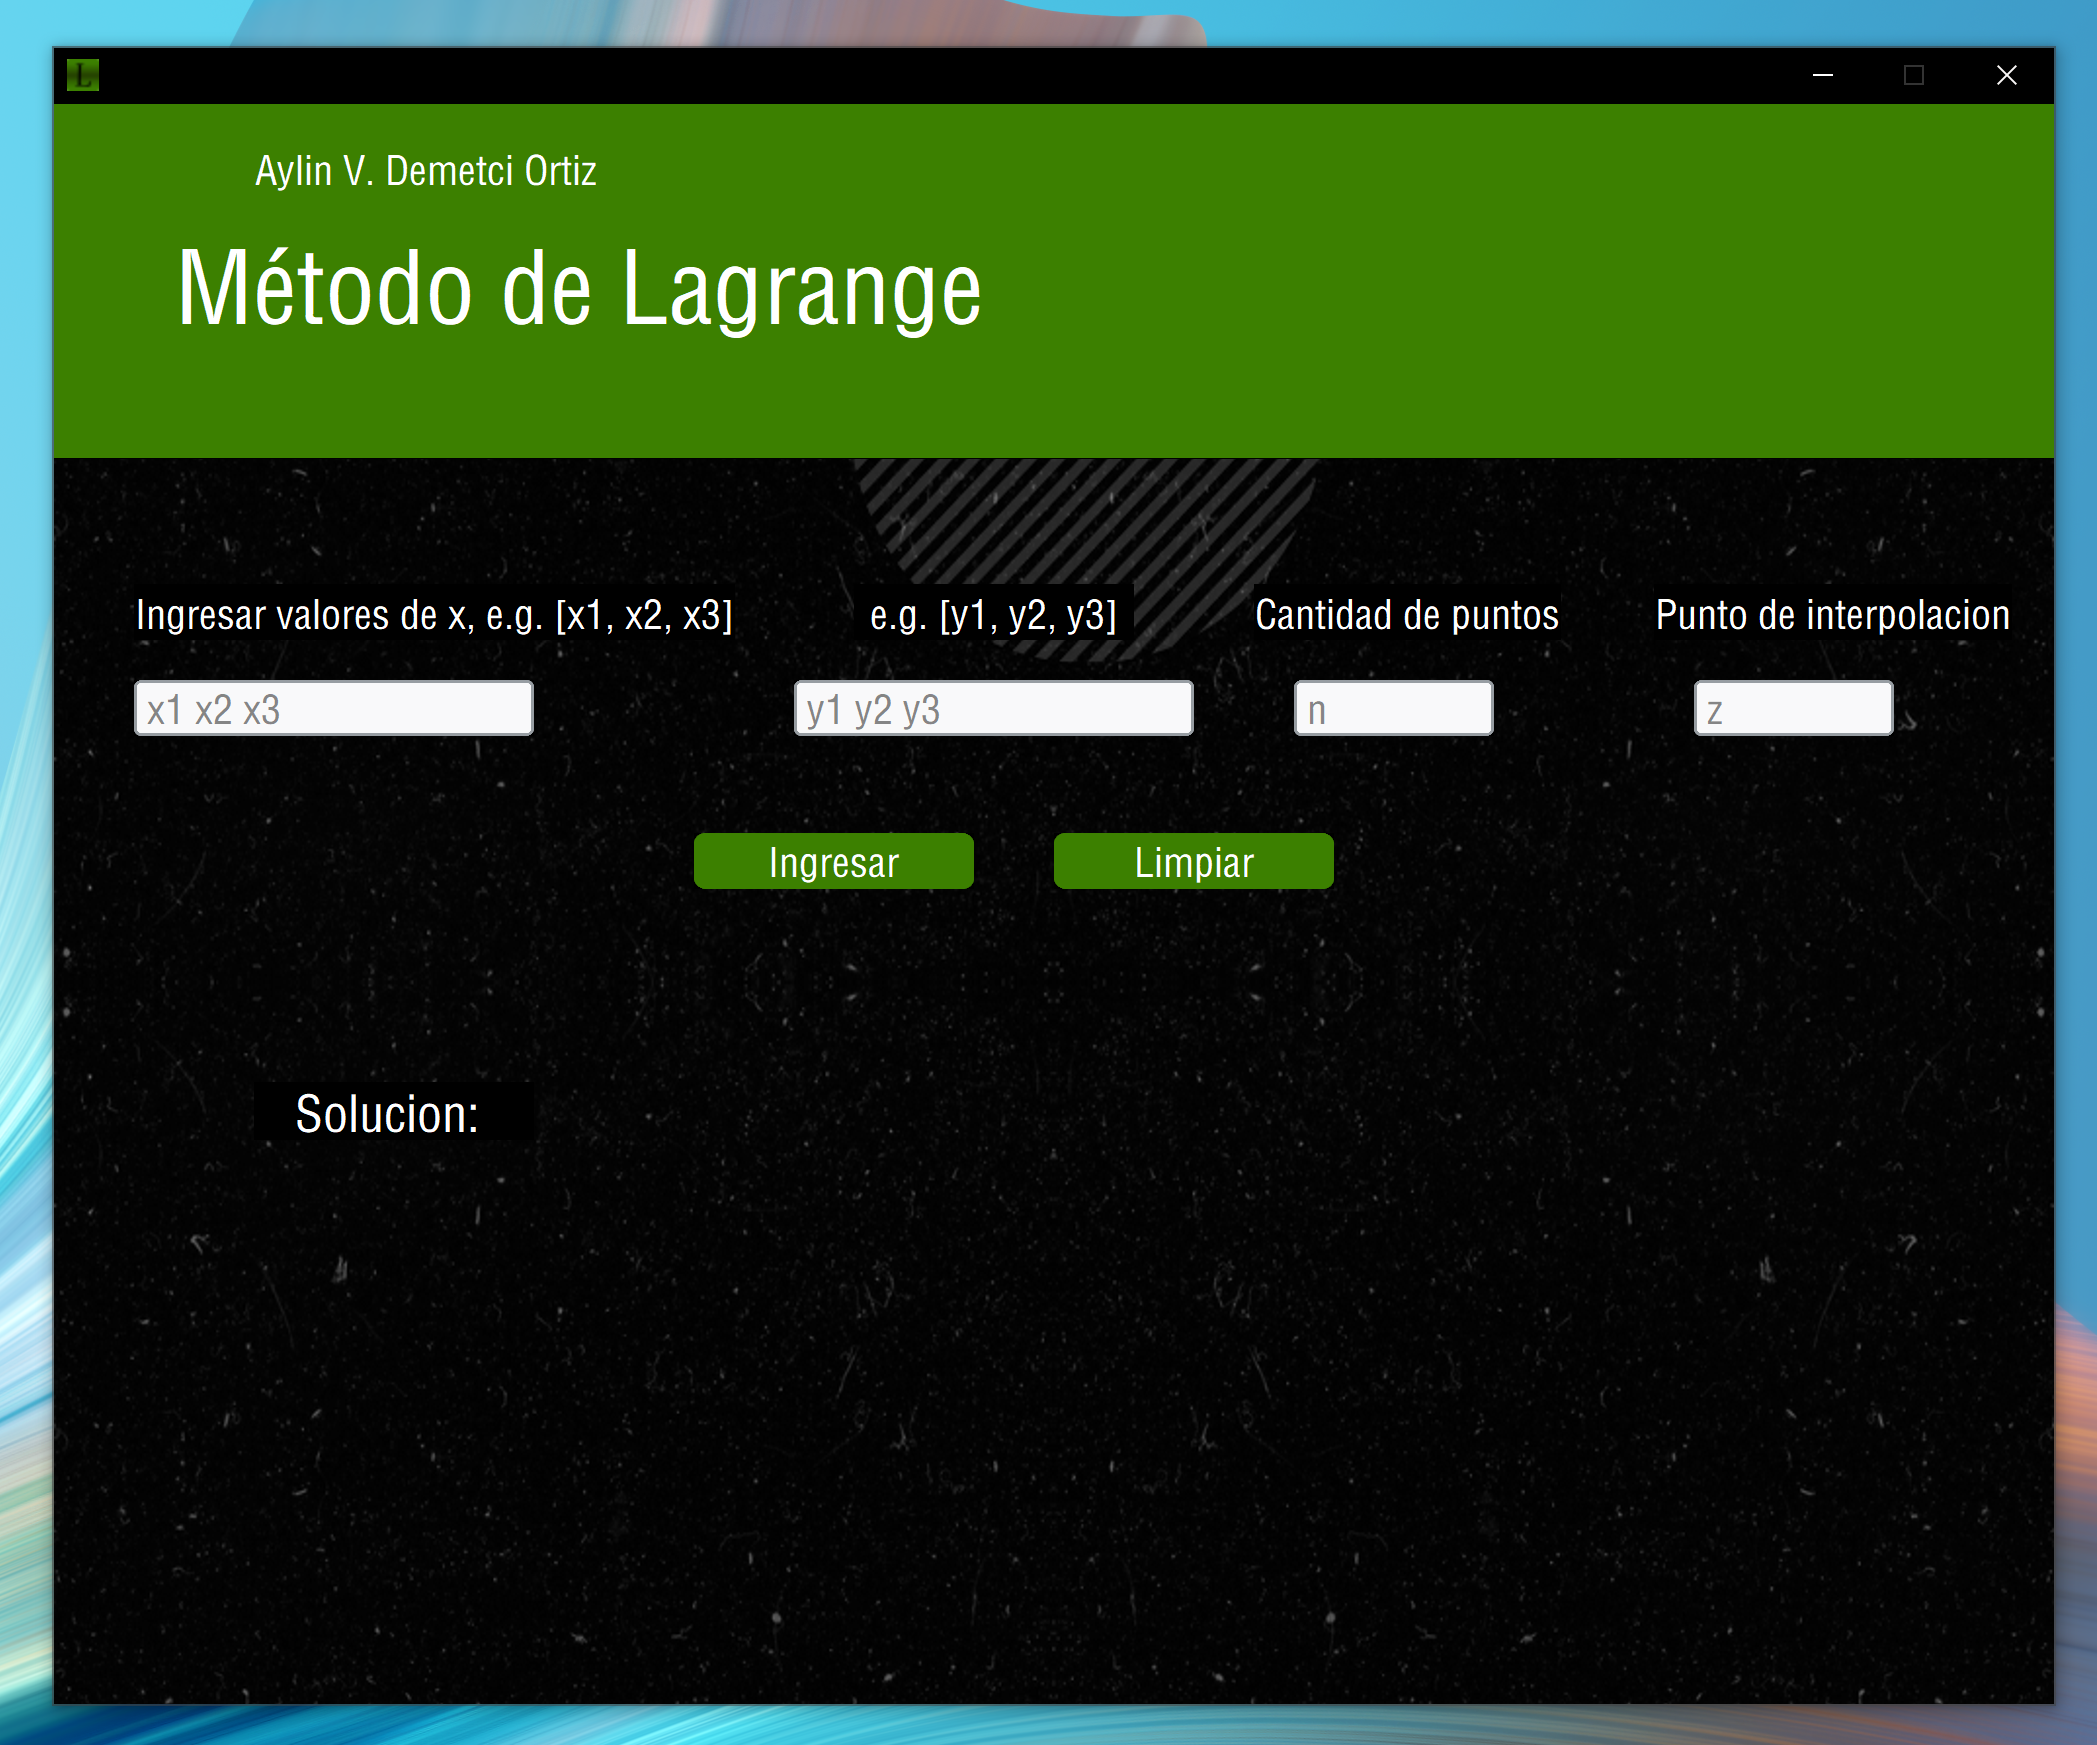 L
Aylin V. Demetci Ortiz
Método de Lagrange
Ingresar valores de x, e.g. [x1, x2, x3]
e.g. [y1, y2, y3]
Cantidad de puntos
Punto de interpolacion
x1 x2 x3
y1 y2 y3
n
z
Ingresar
Limpiar
Solucion: